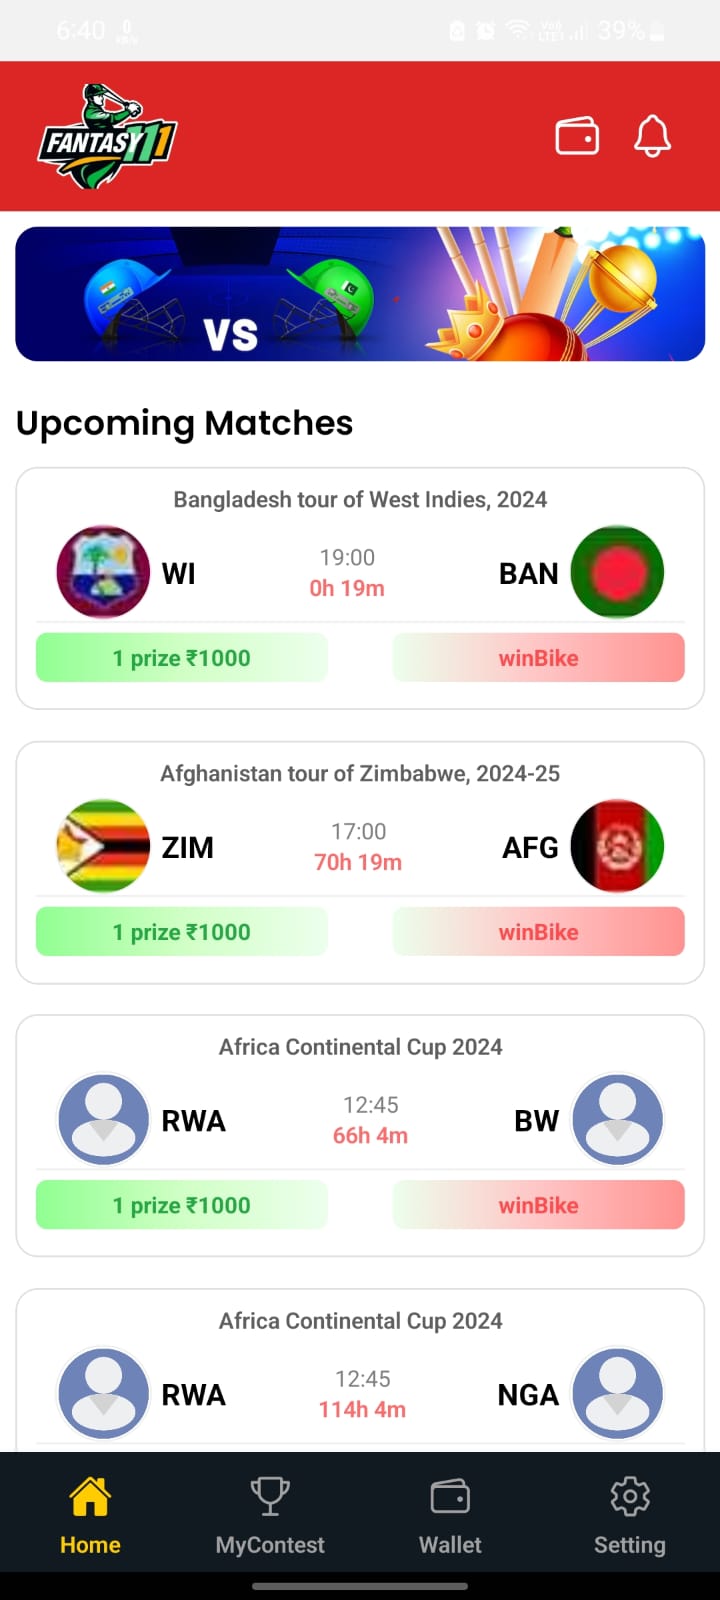 6:40 0 KB/s VoD LTE1 39%
FANTASY111
VS
Upcoming Matches
Bangladesh tour of West Indies, 2024
WI 19:00 BAN
0h 19m
1 prize ₹1000 winBike
Afghanistan tour of Zimbabwe, 2024-25
ZIM 17:00 AFG
70h 19m
1 prize ₹1000 winBike
Africa Continental Cup 2024
RWA 12:45 BW
66h 4m
1 prize ₹1000 winBike
Africa Continental Cup 2024
RWA 12:45 NGA
114h 4m
Home MyContest Wallet Setting